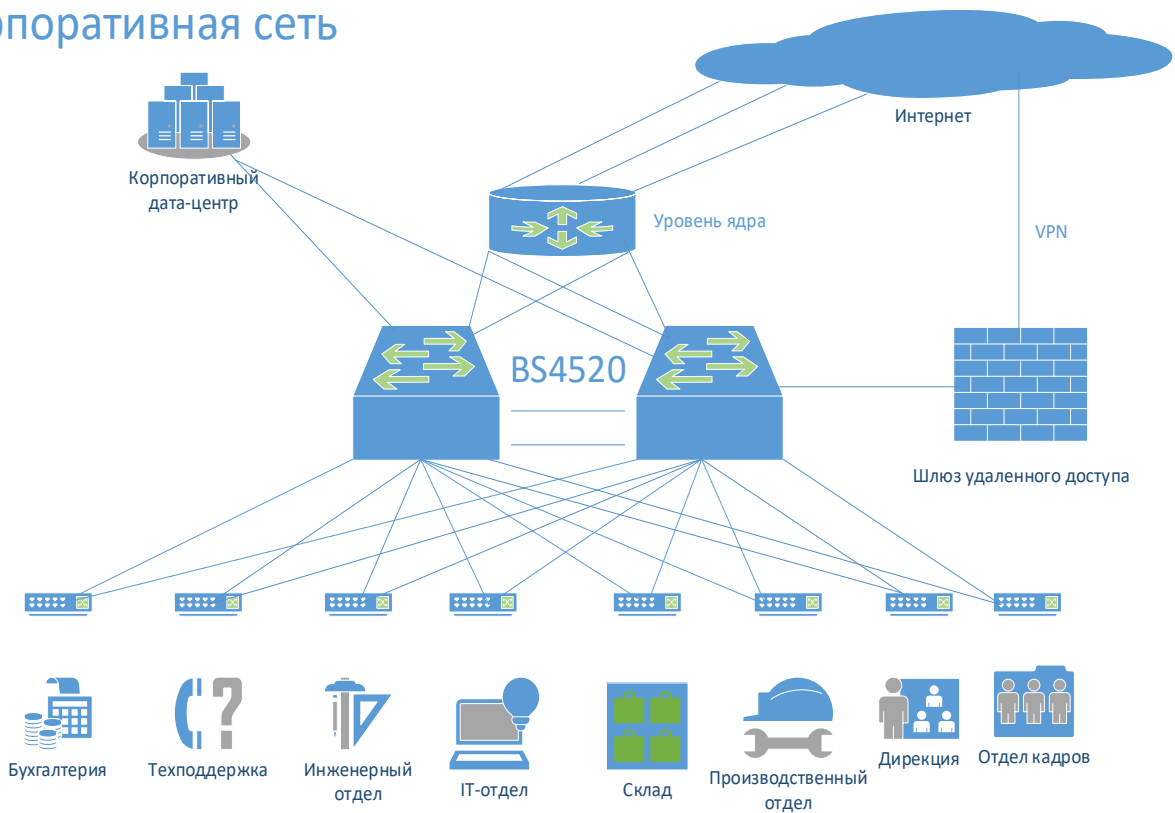 рпоративная сеть
Интернет
Корпоративный
дата-центр
Уровень ядра
VPN
BS4520
Шлюз удаленного доступа
Бухгалтерия
Техподдержка
Инженерный
отдел
IT-отдел
Склад
Производственный
отдел
Дирекция
Отдел кадров